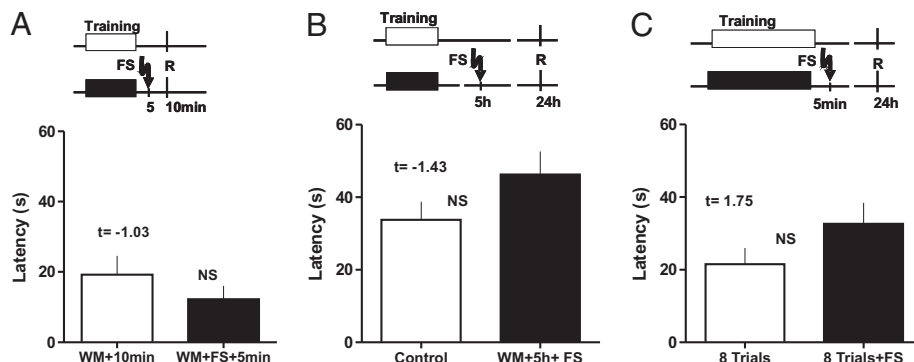 A
Training
FS
R
5
10min
60
40
20
0
Latency (s)
t= -1.03
NS
WM+10min
WM+FS+5min
B
Training
FS
R
5h
24h
60
40
20
0
Latency (s)
t= -1.43
NS
Control
WM+5h+ FS
C
Training
FS
R
5min
24h
60
40
20
0
Latency (s)
t= 1.75
NS
8 Trials
8 Trials+FS